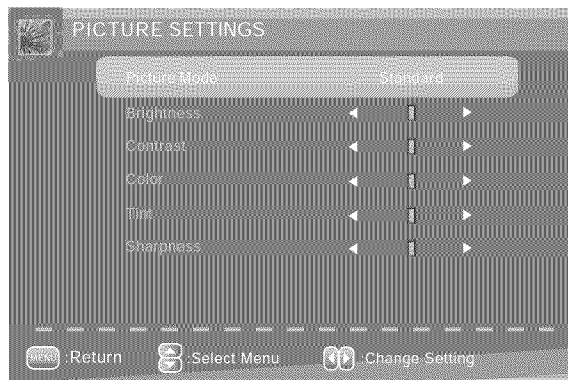 PICTURE SETTINGS
Picture Mode Standard
Brightness
Contrast
Color
Tint
Sharpness
MENU :Return :Select Menu :Change Setting